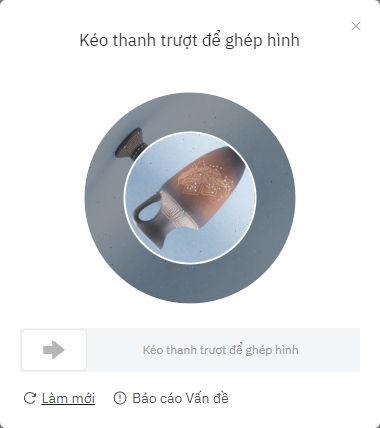 Kéo thanh trượt để ghép hình
Kéo thanh trượt để ghép hình
Làm mới
Báo cáo Vấn đề